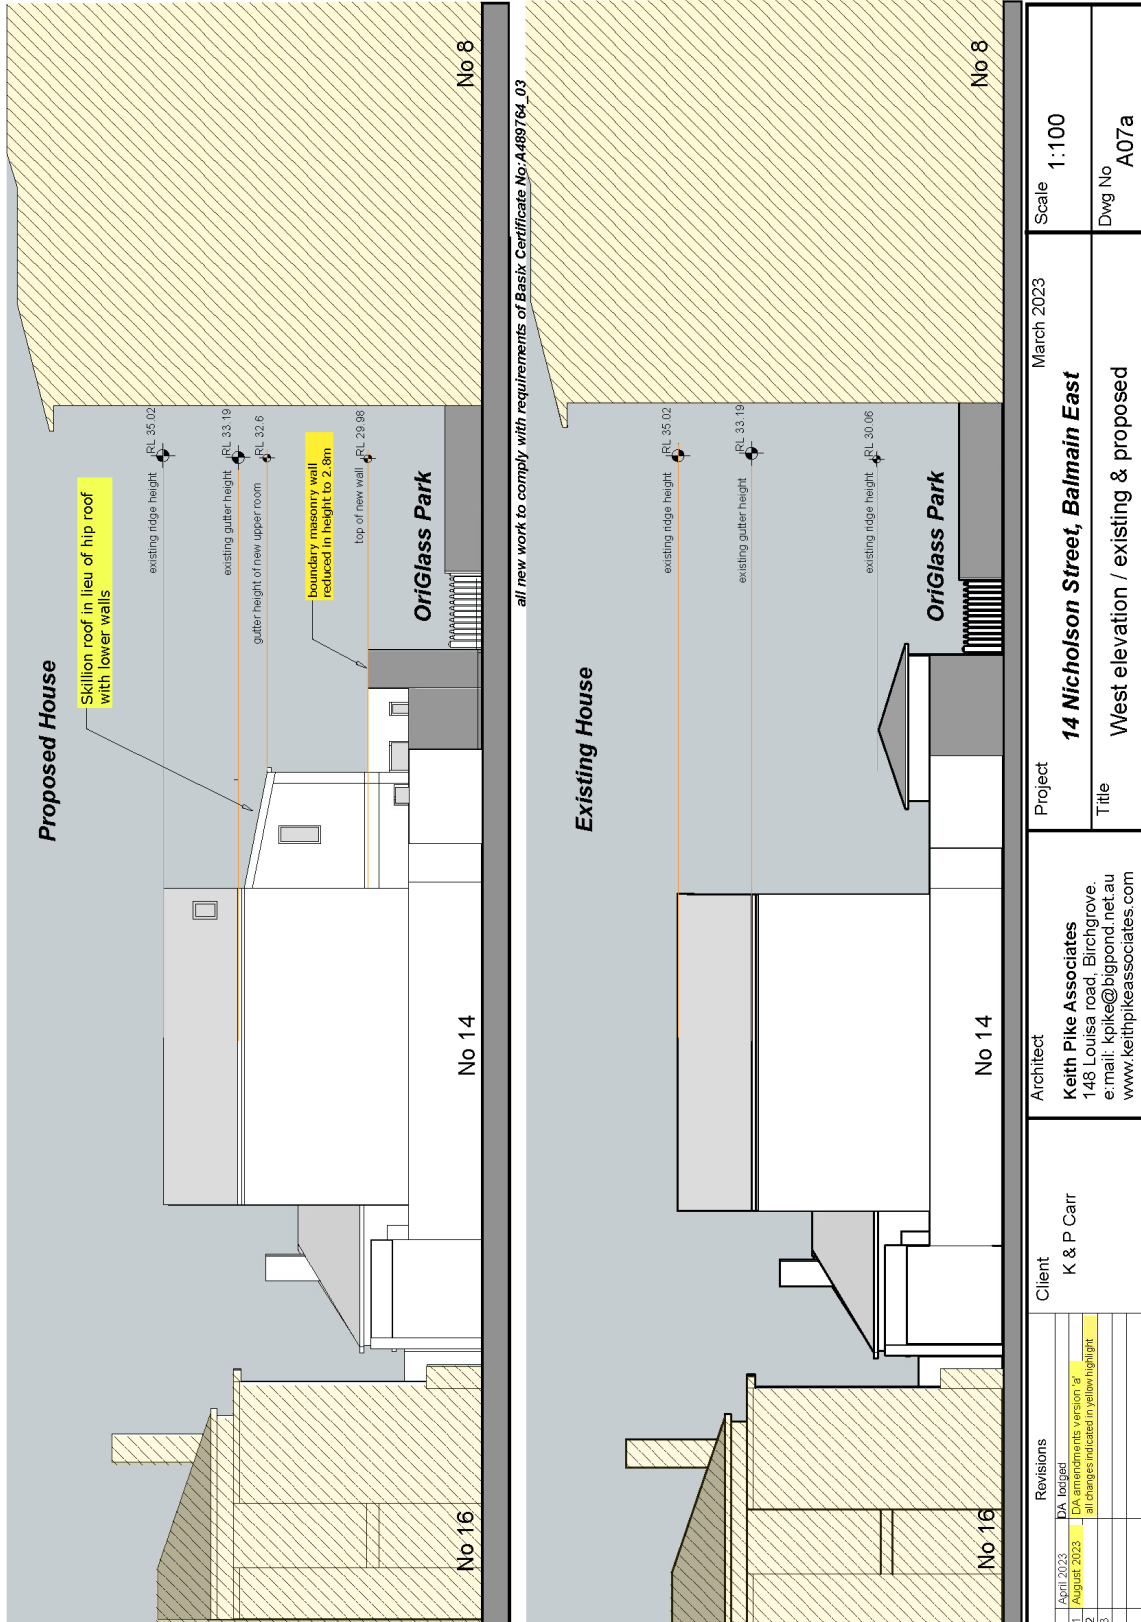 Proposed House
Skillion roof in lieu of hip roof
with lower walls
existing ridge height
RL 35.02
existing gutter height
RL 33.19
gutter height of new upper room
RL 32.6
boundary masonry wall
reduced in height to 2.8m
top of new wall
RL 29.98
OriGlass Park
No 16
No 14
No 8
all new work to comply with requirements of Basix Certificate No:A489764_03
Existing House
existing ridge height
RL 35.02
existing gutter height
RL 33.19
existing ridge height
RL 30.06
OriGlass Park
No 16
No 14
No 8
Revisions
April 2023
DA lodged
1
August 2023
DA amendments version 'a'
2
all changes indicated in yellow highlight
3
Client
K & P Carr
Architect
Keith Pike Associates
148 Louisa road, Birchgrove.
e:mail: kpike@bigpond.net.au
www.keithpikeassociates.com
Project
March 2023
14 Nicholson Street, Balmain East
Title
West elevation / existing & proposed
Scale
1:100
Dwg No
A07a